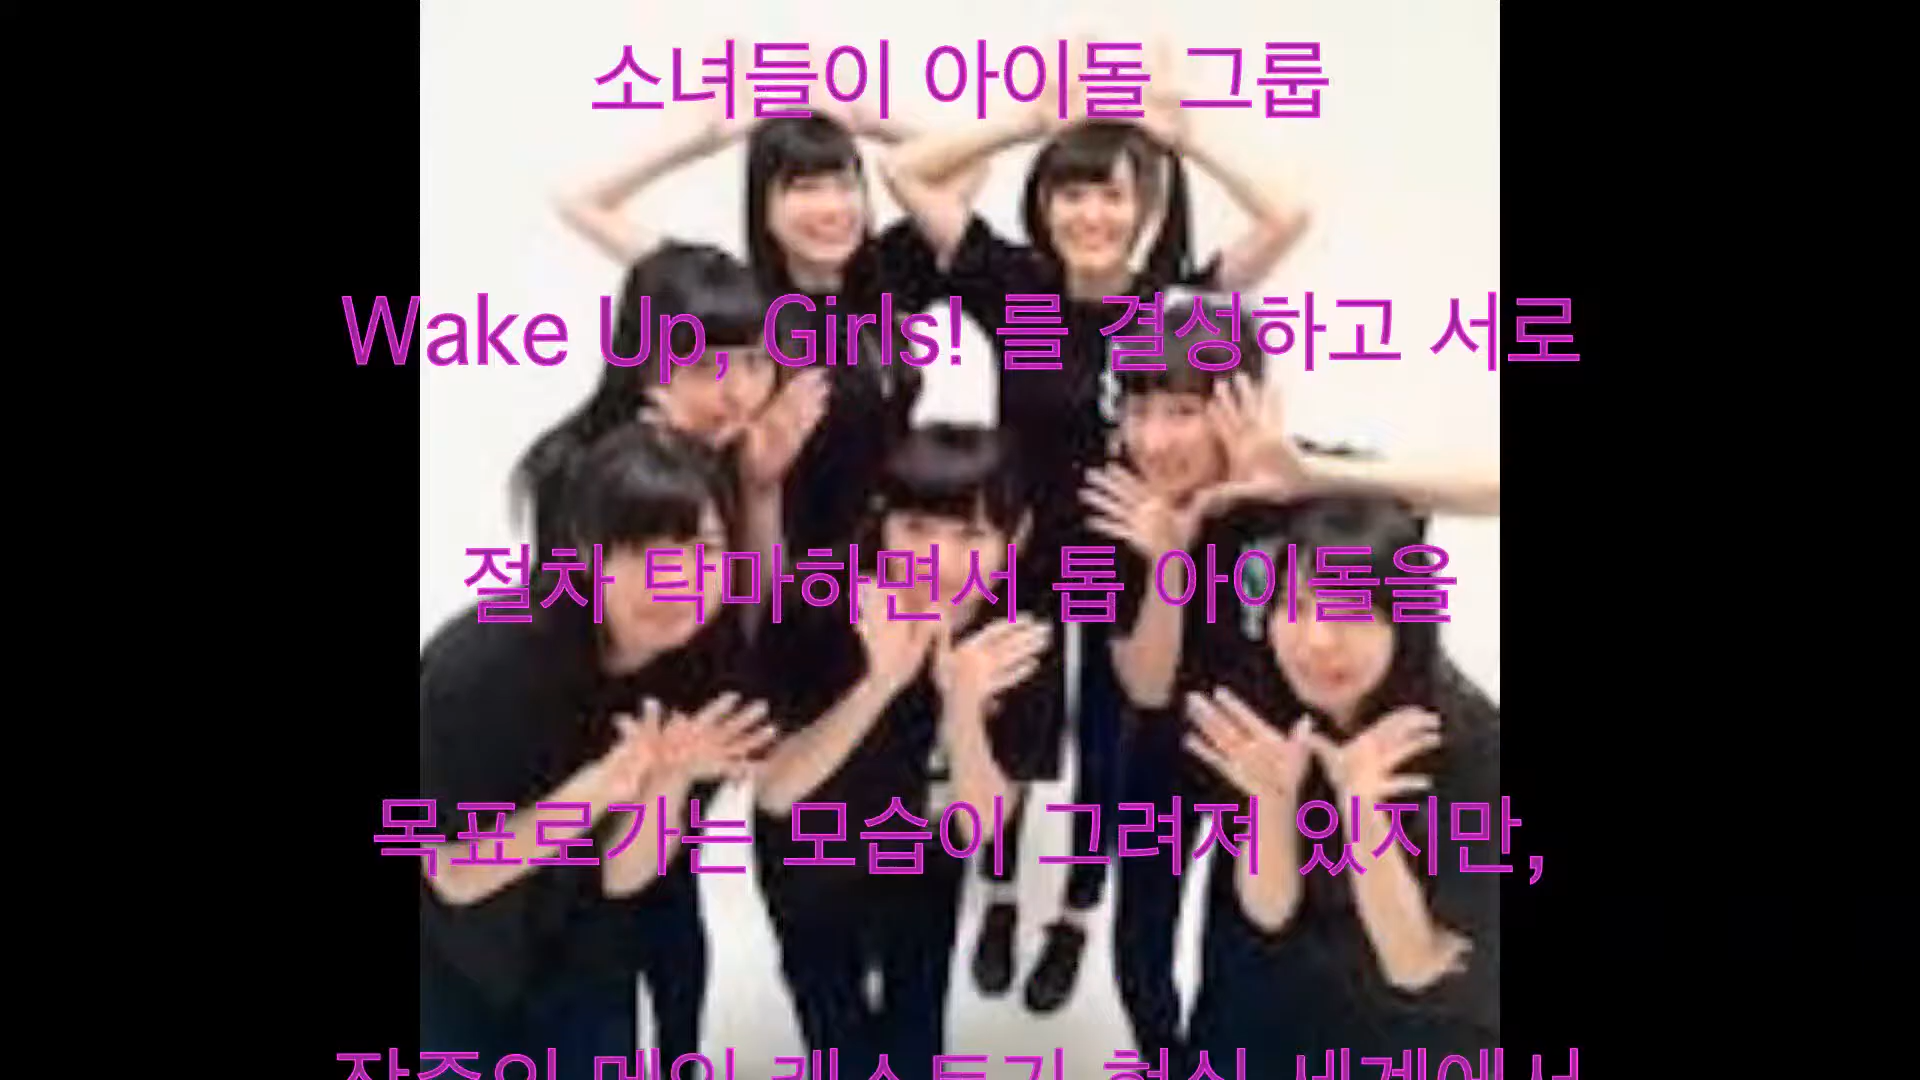 소녀들이 아이돌 그룹
Wake Up, Girls! 를 결성하고 서로
절차 탁마하면서 톱 아이돌을
목표로가는 모습이 그려져 있지만,